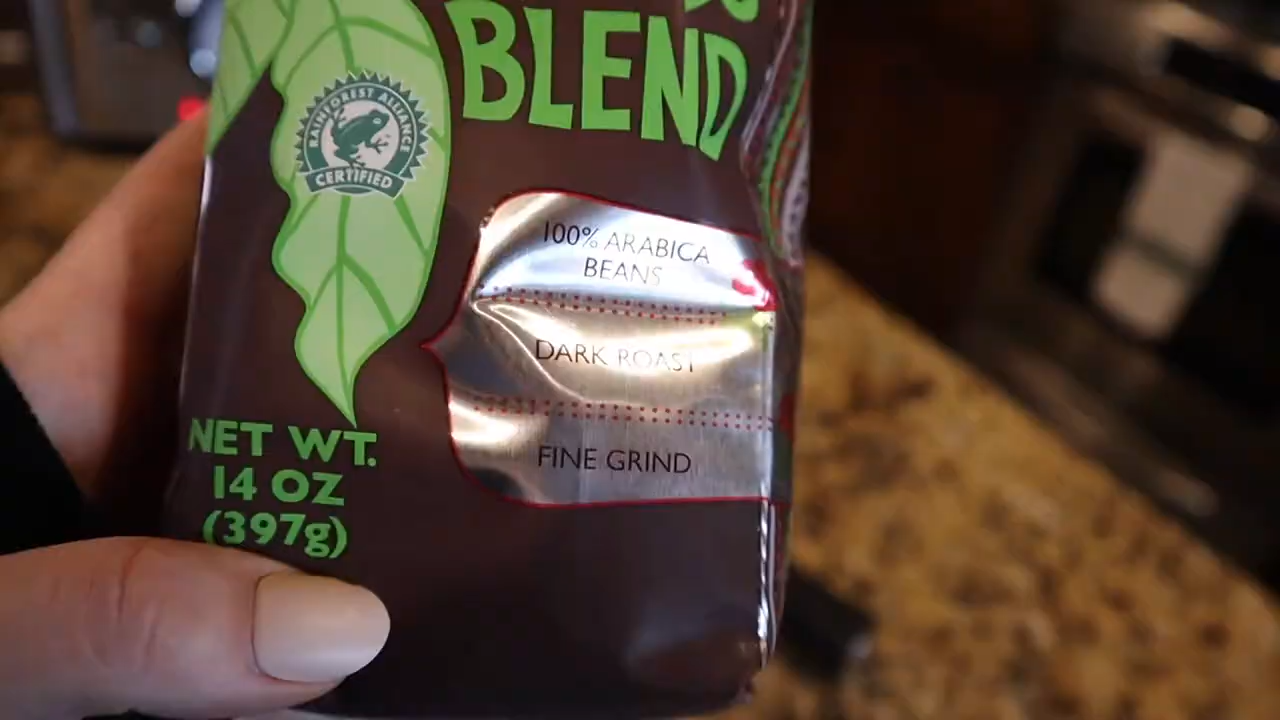 BLEND
RAINFOREST ALLIANCE
CERTIFIED
100% ARABICA
BEANS
DARK ROAST
FINE GRIND
NET WT.
14 OZ
(397g)